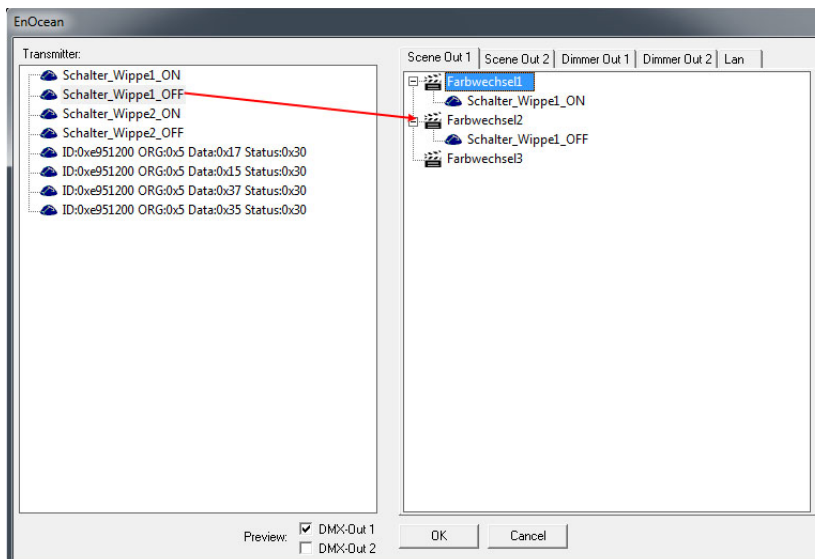 EnOcean
Transmitter:
Schalter_Wippe1_ON
Schalter_Wippe1_OFF
Schalter_Wippe2_ON
Schalter_Wippe2_OFF
ID:0xe951200 ORG:0x5 Data:0x17 Status:0x30
ID:0xe951200 ORG:0x5 Data:0x15 Status:0x30
ID:0xe951200 ORG:0x5 Data:0x37 Status:0x30
ID:0xe951200 ORG:0x5 Data:0x35 Status:0x30
Scene Out 1 Scene Out 2 Dimmer Out 1 Dimmer Out 2 Lan
Farbwechsel1
Schalter_Wippe1_ON
Farbwechsel2
Schalter_Wippe1_OFF
Farbwechsel3
Preview: DMX-Out 1
DMX-Out 2
OK Cancel